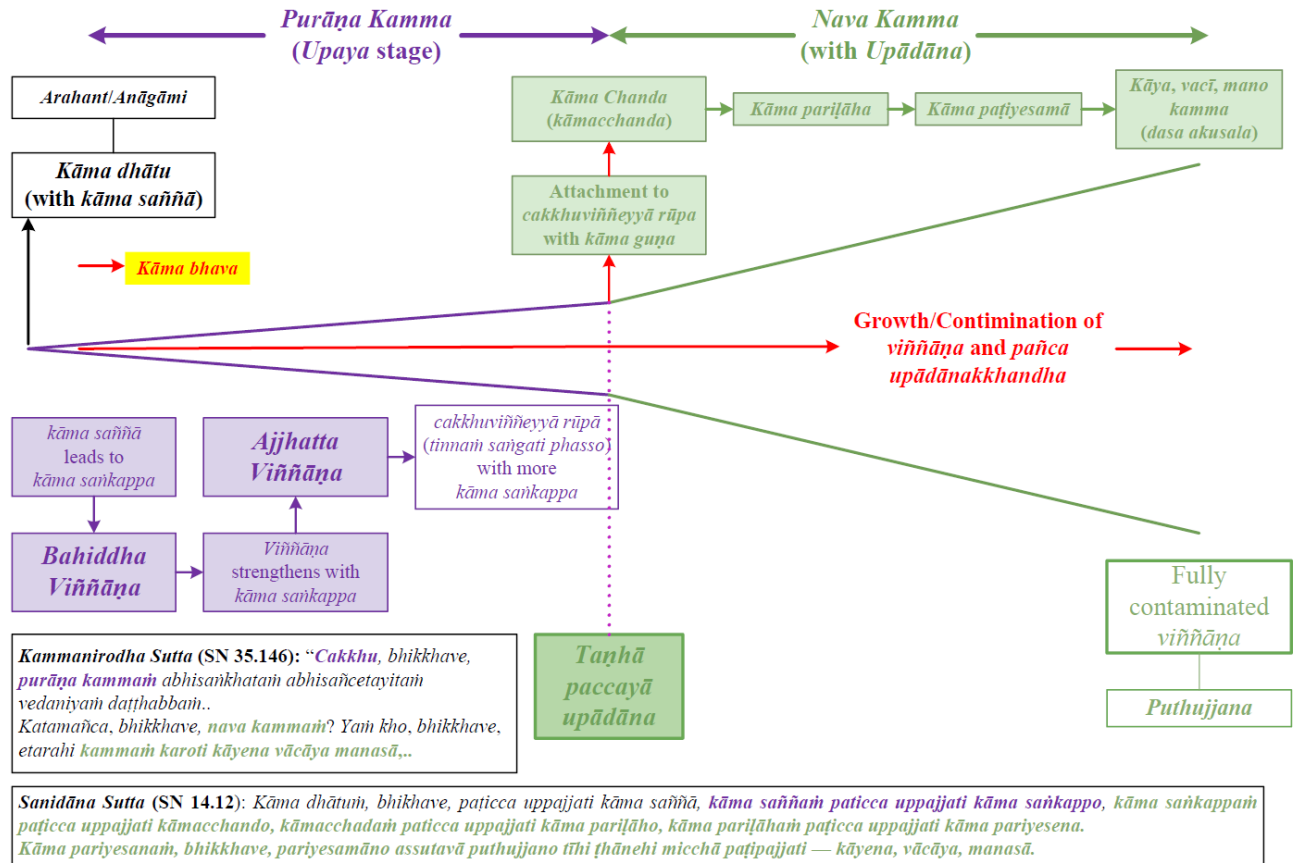 Purāṇa Kamma
(Upaya stage)
Nava Kamma
(with Upādāna)
Arahant/Anāgāmi
Kāma dhātu
(with kāma saññā)
Kāma bhava
Kāma Chanda
(kāmacchanda)
Kāma pariḷāha
Kāma paṭiyesamā
Kāya, vacī, mano
kamma
(dasa akusala)
Attachment to
cakkhuviññeyyā rūpa
with kāma guṇa
Growth/Contimination of
viññāṇa and pañca
upādānakkhandha
kāma saññā
leads to
kāma saṅkappa
Bahiddha
Viññāṇa
Viññāṇa
strengthens with
kāma saṅkappa
Ajjhatta
Viññāṇa
cakkhuviññeyyā rūpā
(tinnaṁ saṅgati phasso)
with more
kāma saṅkappa
Taṇhā
paccayā
upādāna
Fully
contaminated
viññāṇa
Puthujjana
Kammanirodha Sutta (SN 35.146): “Cakkhu, bhikkhave,
purāṇa kammaṁ abhisaṅkhataṁ abhisañcetayitaṁ
vedaniyaṁ daṭṭhabbaṁ..
Katamañca, bhikkhave, nava kammaṁ? Yaṁ kho, bhikkhave,
etarahi kammaṁ karoti kāyena vācāya manasā,..
Sanidāna Sutta (SN 14.12): Kāma dhātuṁ, bhikhave, paṭicca uppajjati kāma saññā, kāma saññaṁ paticca uppajjati kāma saṅkappo, kāma saṅkappaṁ
paṭicca uppajjati kāmacchando, kāmacchadaṁ paticca uppajjati kāma pariḷāho, kāma pariḷāhaṁ paṭicca uppajjati kāma pariyesena.
Kāma pariyesanaṁ, bhikkhave, pariyesamāno assutavā puthujjano tīhi ṭhānehi micchā paṭipajjati — kāyena, vācāya, manasā.